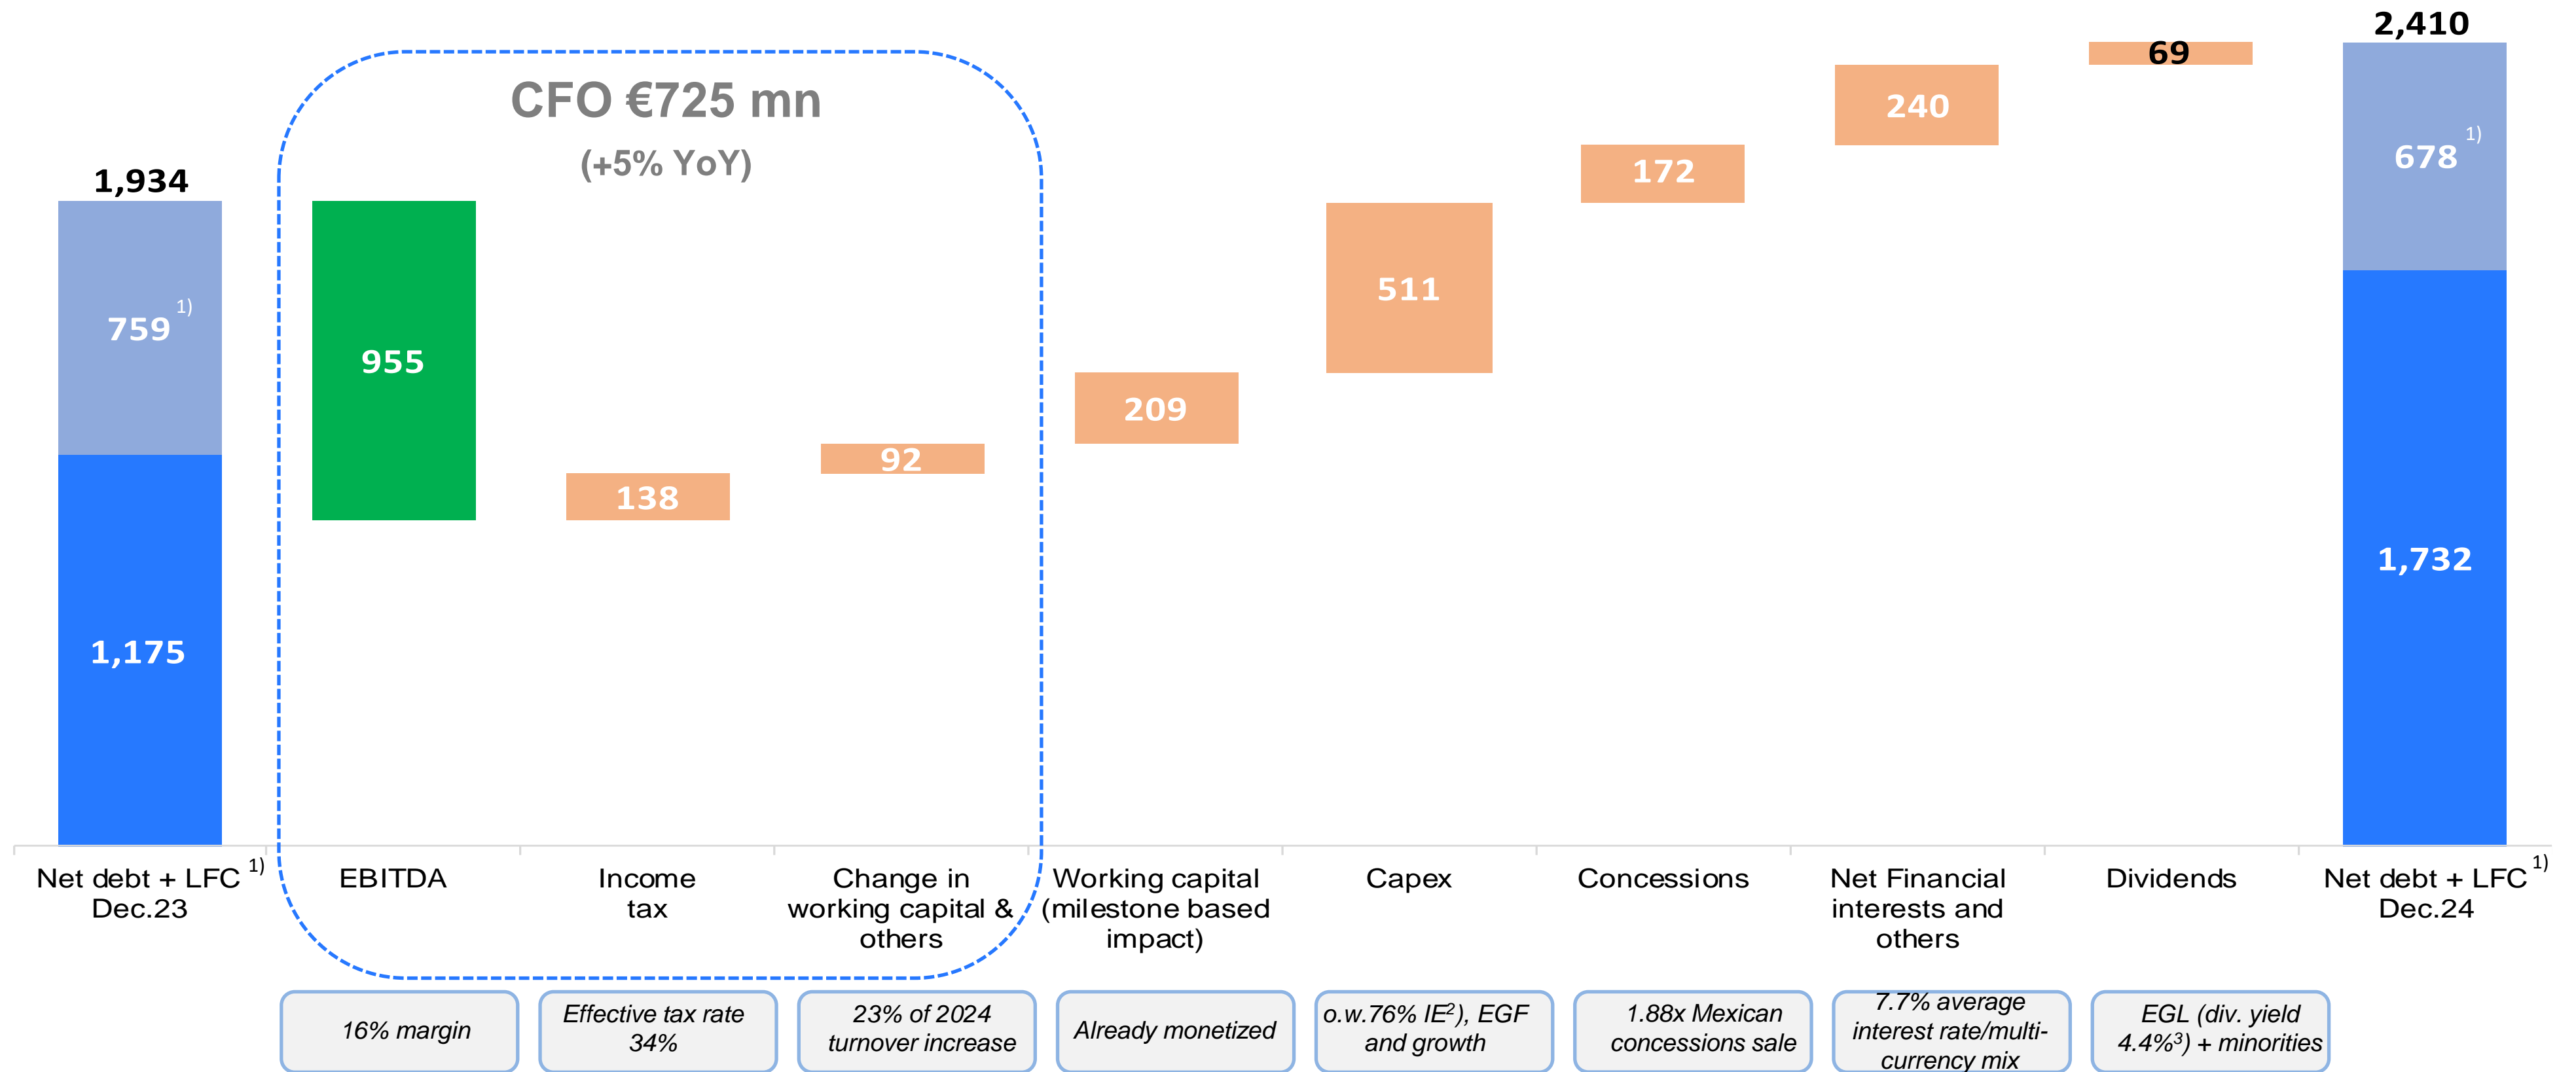 CFO €725 mn
(+5% YoY)
1,934
759 1)
1,175
955
138
92
209
511
172
240
69
2,410
678 1)
1,732
Net debt + LFC 1)
Dec.23
EBITDA
Income
tax
Change in
working capital &
others
Working capital
(milestone based
impact)
Capex
Concessions
Net Financial
interests and
others
Dividends
Net debt + LFC 1)
Dec.24
16% margin
Effective tax rate
34%
23% of 2024
turnover increase
Already monetized
o.w.76% IE2), EGF
and growth
1.88x Mexican
concessions sale
7.7% average
interest rate/multi-
currency mix
EGL (div. yield
4.4%3) + minorities